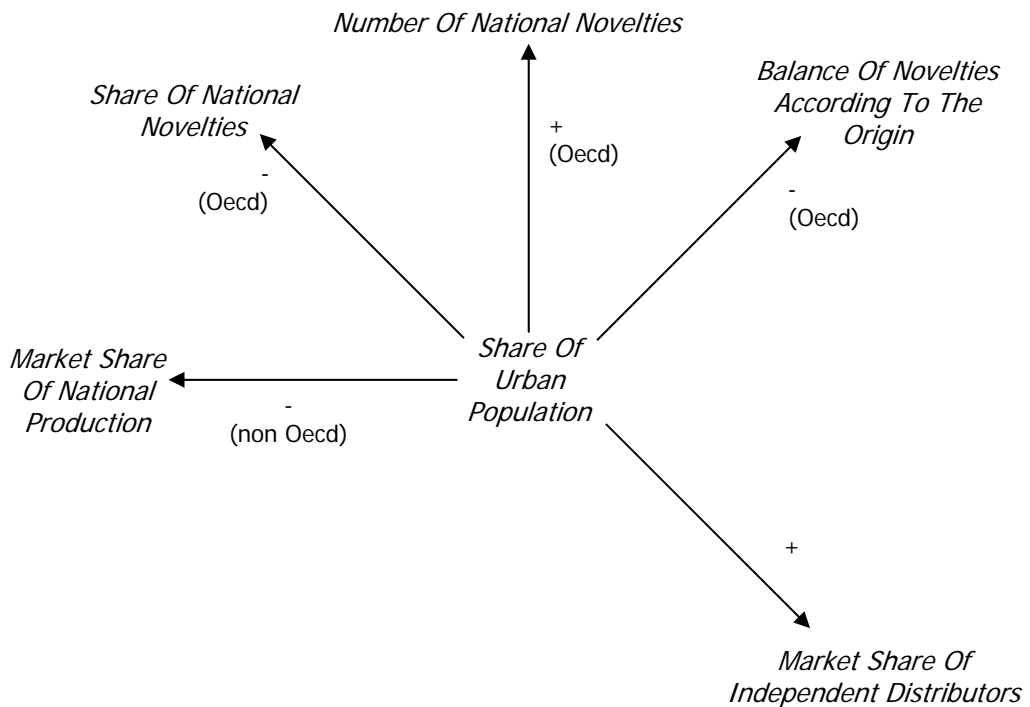 Number Of National Novelties
Share Of National
Novelties
Balance Of Novelties
According To The
Origin
+
(Oecd)
-
(Oecd)
-
(Oecd)
Market Share
Of National
Production
-
(non Oecd)
Share Of
Urban
Population
+
Market Share Of
Independent Distributors